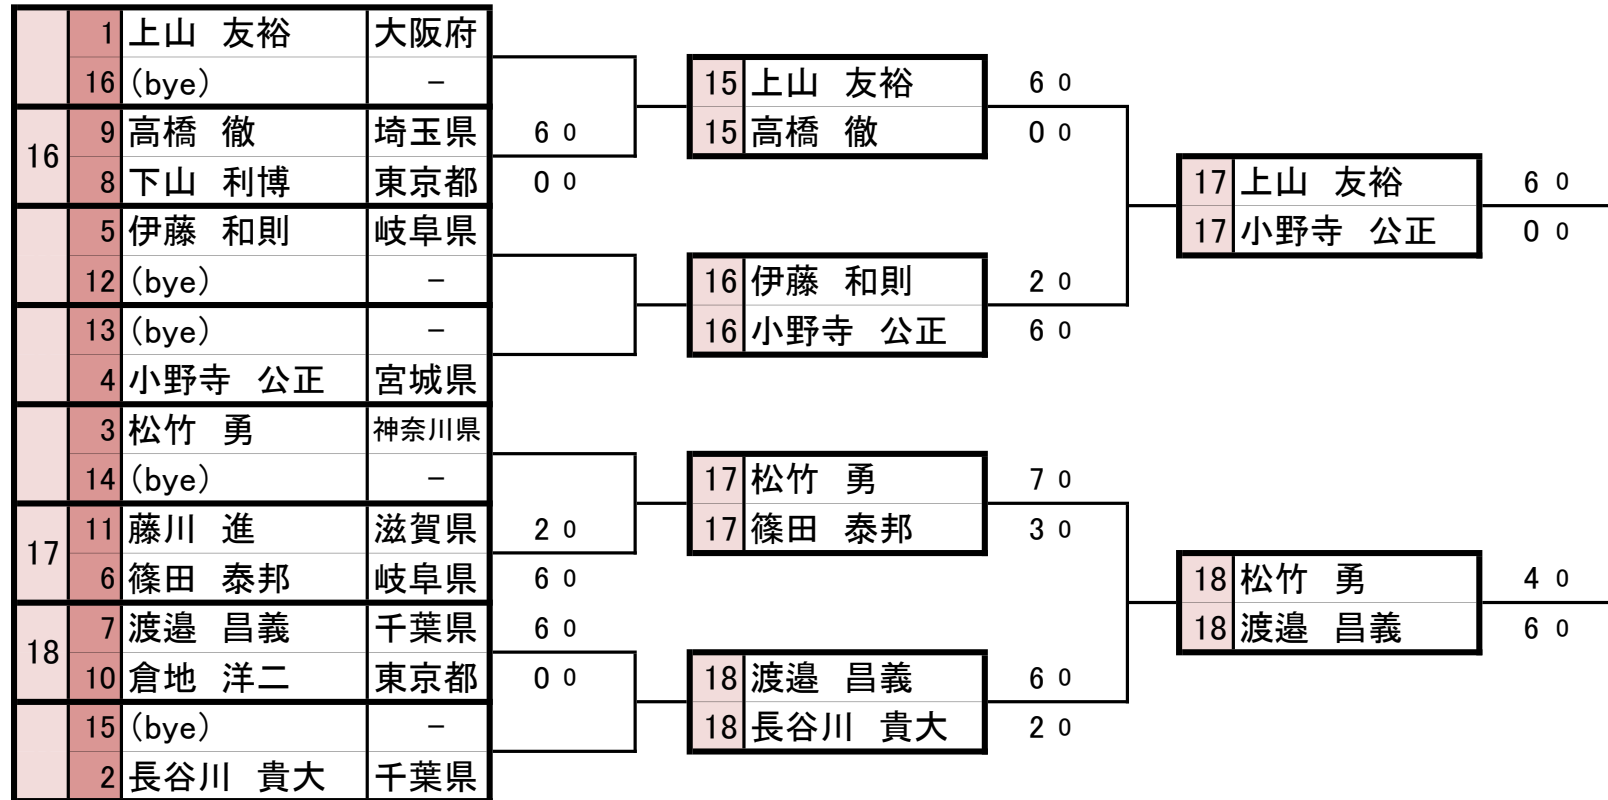 1 上山 友裕 大阪府
16 (bye) －
15 上山 友裕 6 0
16 9 高橋 徹 埼玉県 6 0
15 高橋 徹 0 0
8 下山 利博 東京都 0 0
17 上山 友裕 6 0
5 伊藤 和則 岐阜県
17 小野寺 公正 0 0
12 (bye) －
16 伊藤 和則 2 0
13 (bye) －
16 小野寺 公正 6 0
4 小野寺 公正 宮城県
3 松竹 勇 神奈川県
14 (bye) －
17 松竹 勇 7 0
17 11 藤川 進 滋賀県 2 0
17 篠田 泰邦 3 0
6 篠田 泰邦 岐阜県 6 0
18 松竹 勇 4 0
18 7 渡邉 昌義 千葉県 6 0
18 渡邉 昌義 6 0
10 倉地 洋二 東京都 0 0
18 渡邉 昌義 6 0
15 (bye) －
18 長谷川 貴大 2 0
2 長谷川 貴大 千葉県